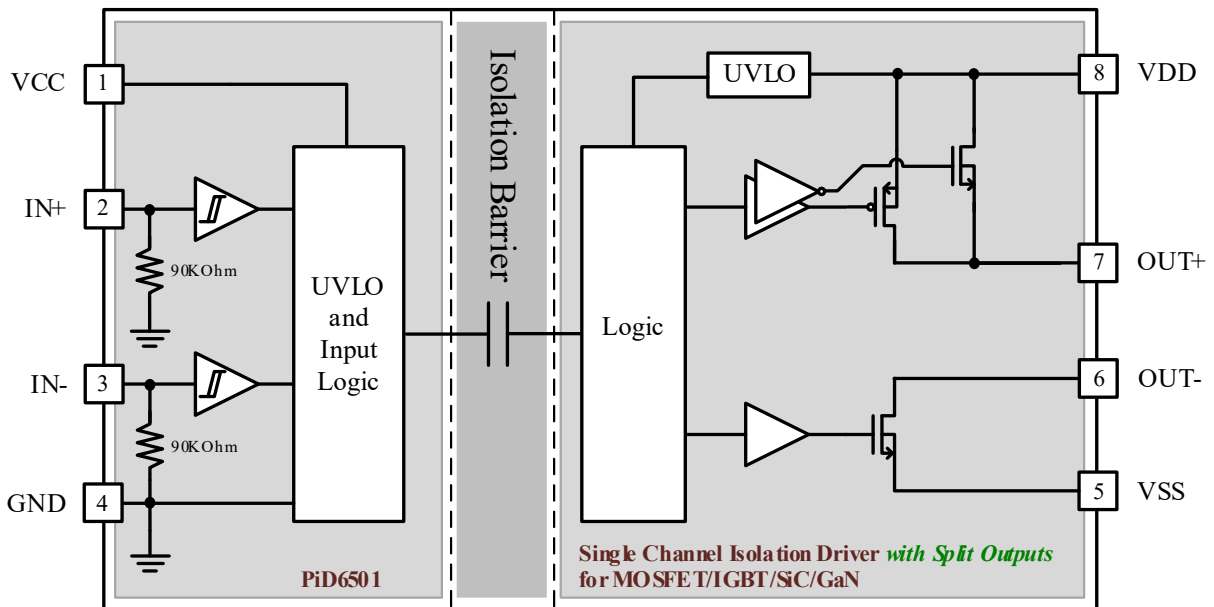 VCC
1
IN+
2
90KOhm
IN-
3
90KOhm
GND
4
UVLO
and
Input
Logic
PiD6501
Isolation Barrier
UVLO
Logic
8
VDD
7
OUT+
6
OUT-
5
VSS
Single Channel Isolation Driver with Split Outputs
for MOSFET/IGBT/SiC/GaN